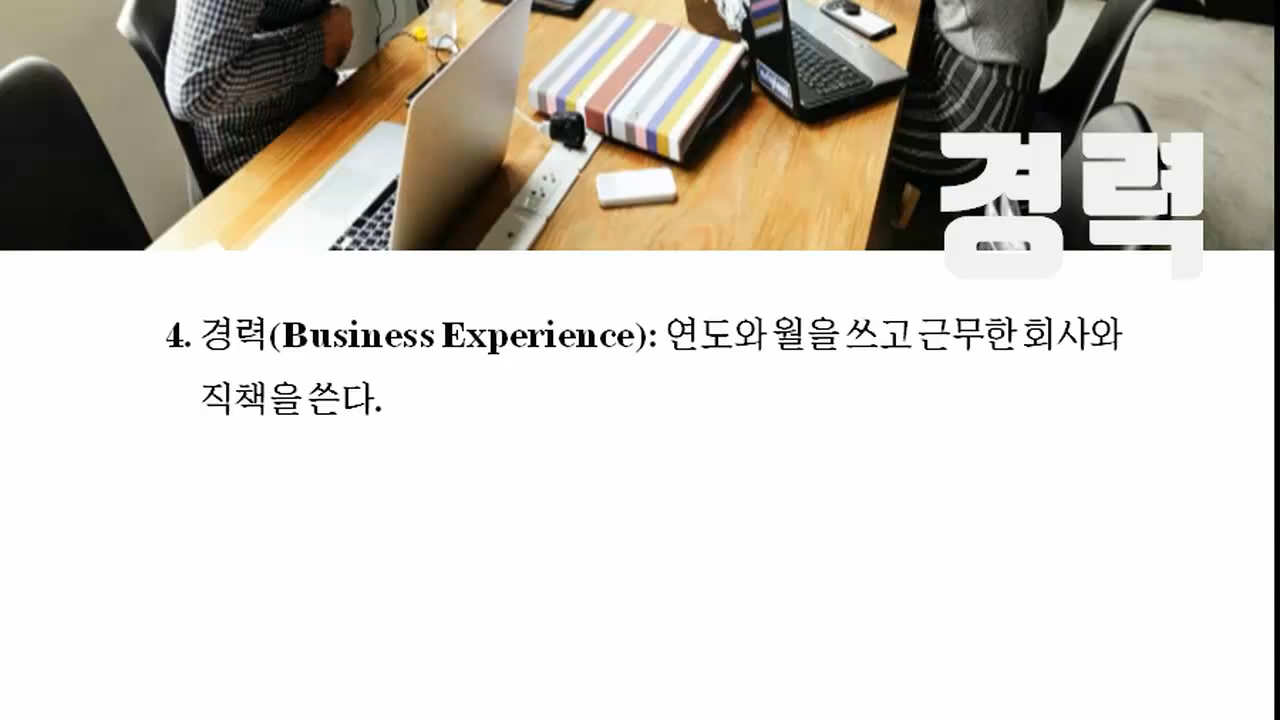 경력
4. 경력(Business Experience): 연도와 월을 쓰고 근무한 회사와
직책을 쓴다.